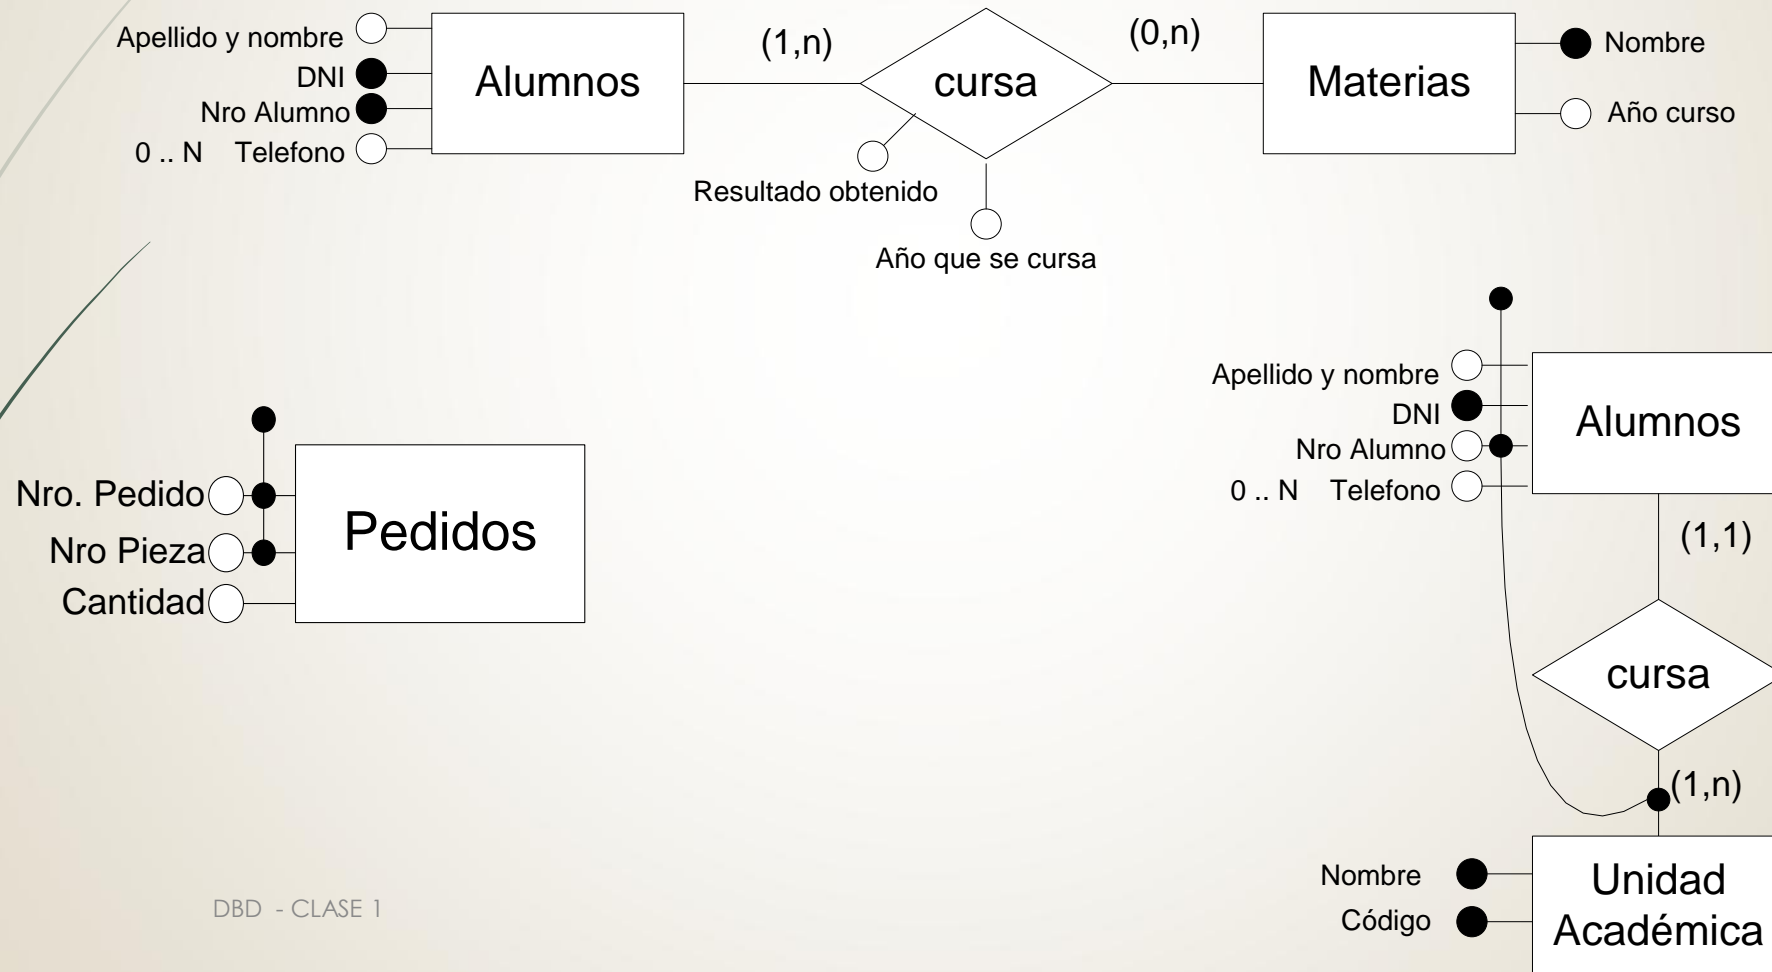 Apellido y nombre
DNI
Nro Alumno
0 .. N Telefono
Alumnos
(1,n)
cursa
(0,n)
Materias
Nombre
Año curso
Resultado obtenido
Año que se cursa
Nro. Pedido
Nro Pieza
Cantidad
Pedidos
Apellido y nombre
DNI
Nro Alumno
0 .. N Telefono
Alumnos
(1,1)
cursa
(1,n)
Nombre
Código
Unidad
Académica
DBD - CLASE 1